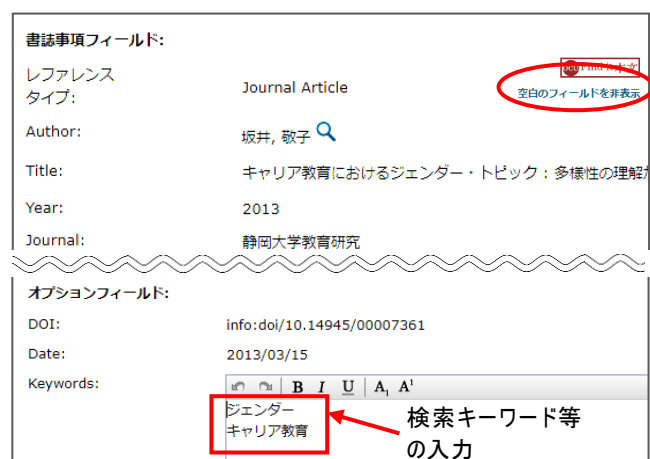 書誌事項フィールド:
レファレンス
タイプ:
Journal Article
空白のフィールドを非表示
Author:
坂井, 敬子
Title:
キャリア教育におけるジェンダー・トピック：多様性の理解
Year:
2013
Journal:
静岡大学教育研究
オプションフィールド:
DOI:
info:doi/10.14945/00007361
Date:
2013/03/15
Keywords:
B I U A₁ A¹
ジェンダー
キャリア教育
検索キーワード等
の入力